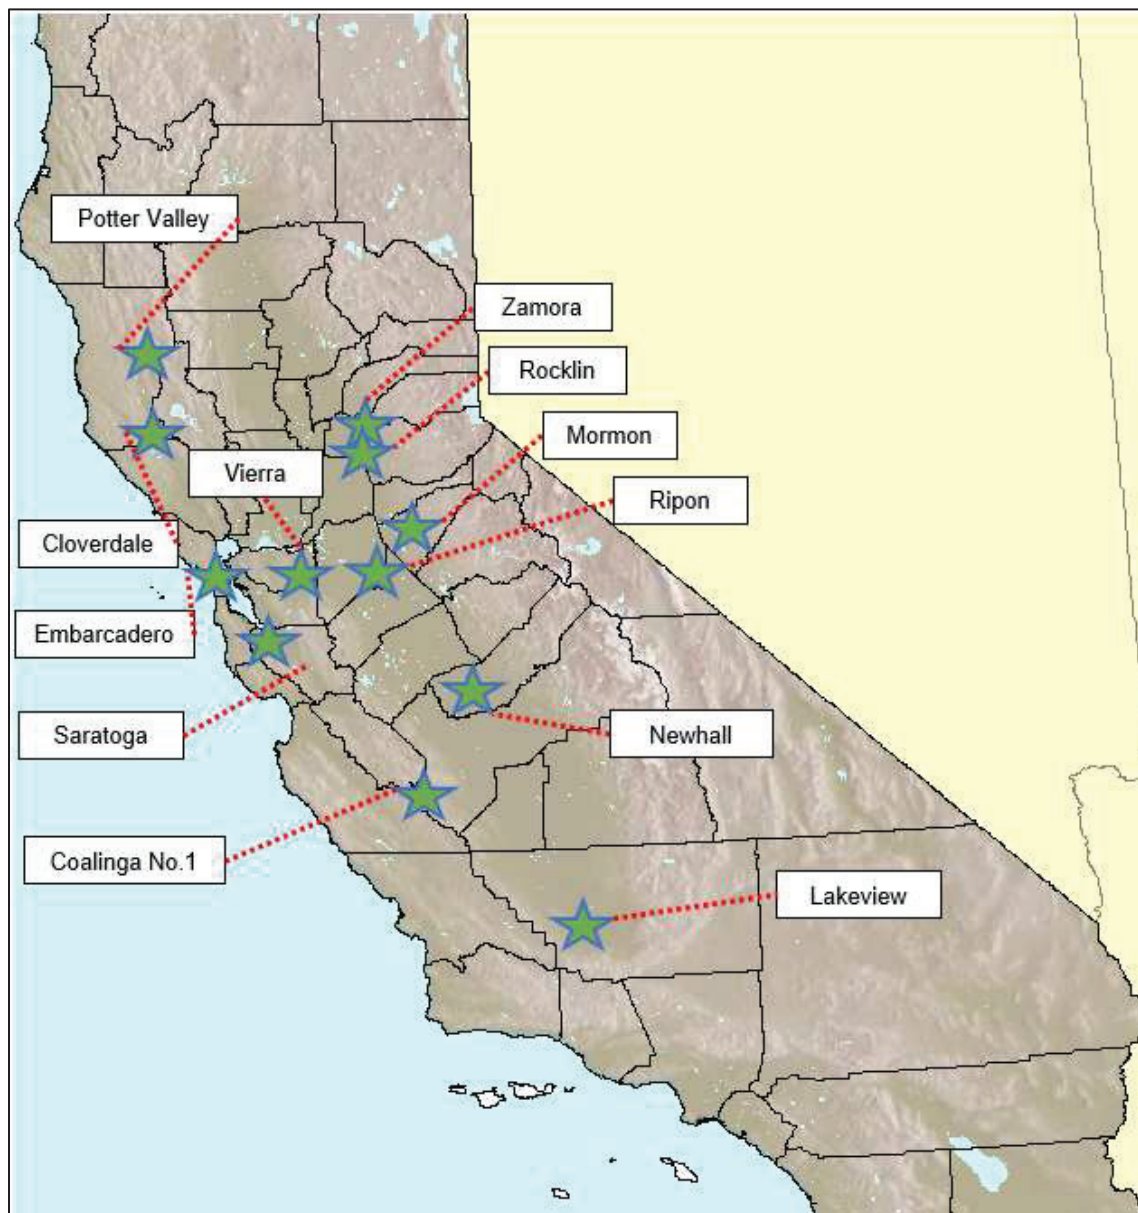 Potter Valley
Zamora
Rocklin
Mormon
Vierra
Ripon
Cloverdale
Embarcadero
Saratoga
Newhall
Coalinga No.1
Lakeview